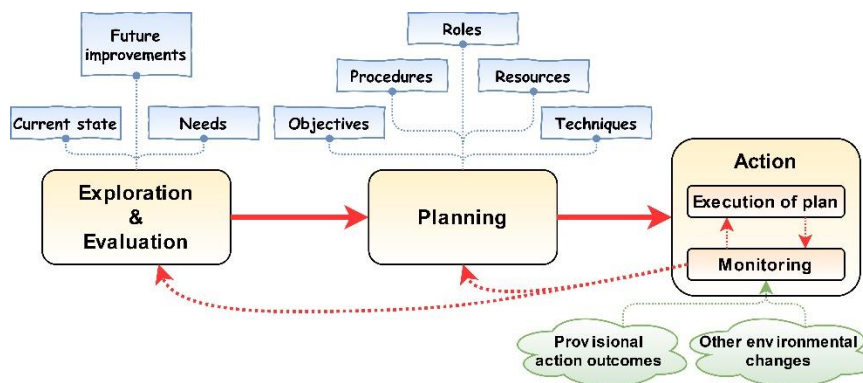 Future
improvements
Current state
Needs
Roles
Procedures
Resources
Objectives
Techniques
Exploration
&
Evaluation
Planning
Action
Execution of plan
Monitoring
Provisional
action outcomes
Other environmental
changes